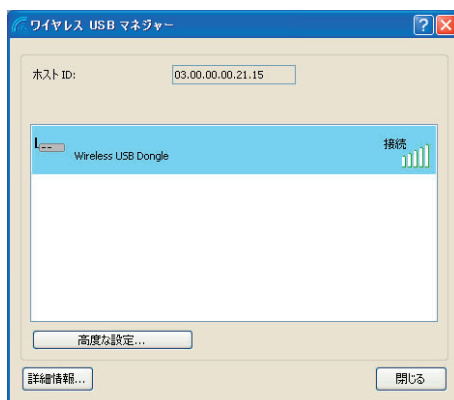 ワイヤレス USB マネジャー
ホスト ID: 03.00.00.00.21.15
接続
Wireless USB Dongle
高度な設定...
詳細情報... 閉じる